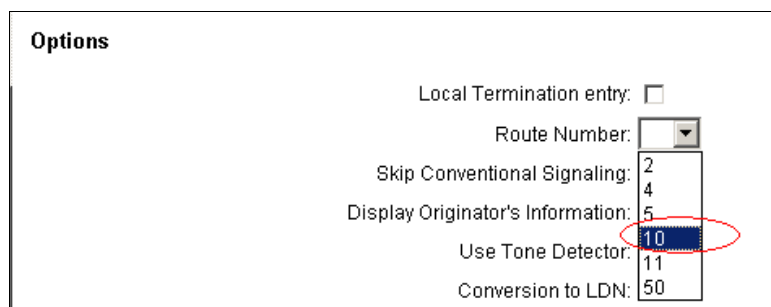 Options
Local Termination entry:
Route Number:
Skip Conventional Signaling: 2
4
Display Originator's Information: 5
10
Use Tone Detector:
11
Conversion to LDN: 50